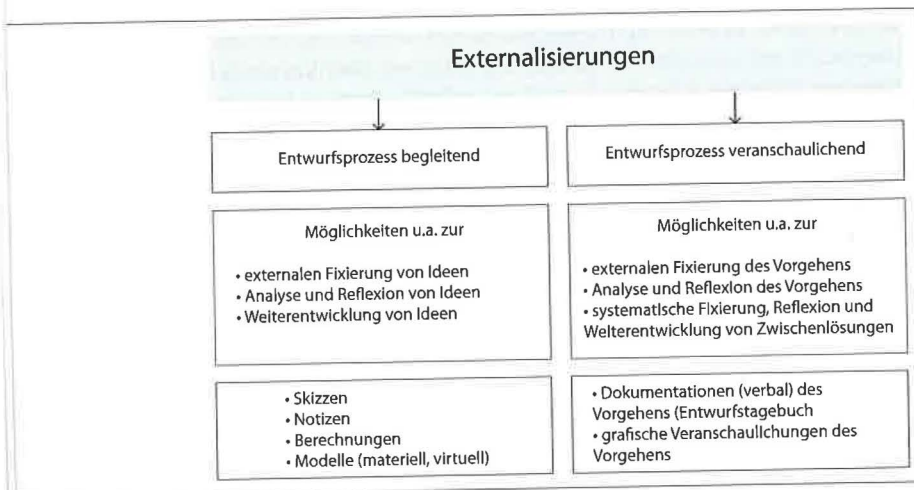 Externalisierungen
Entwurfsprozess begleitend
Entwurfsprozess veranschaulichend
Möglichkeiten u.a. zur
• externalen Fixierung von Ideen
• Analyse und Reflexion von Ideen
• Weiterentwicklung von Ideen
Möglichkeiten u.a. zur
• externalen Fixierung des Vorgehens
• Analyse und Reflexion des Vorgehens
• systematische Fixierung, Reflexion und
Weiterentwicklung von Zwischenlösungen
• Skizzen
• Notizen
• Berechnungen
• Modelle (materiell, virtuell)
• Dokumentationen (verbal) des
Vorgehens (Entwurfstagebuch
• grafische Veranschaulichungen des
Vorgehens